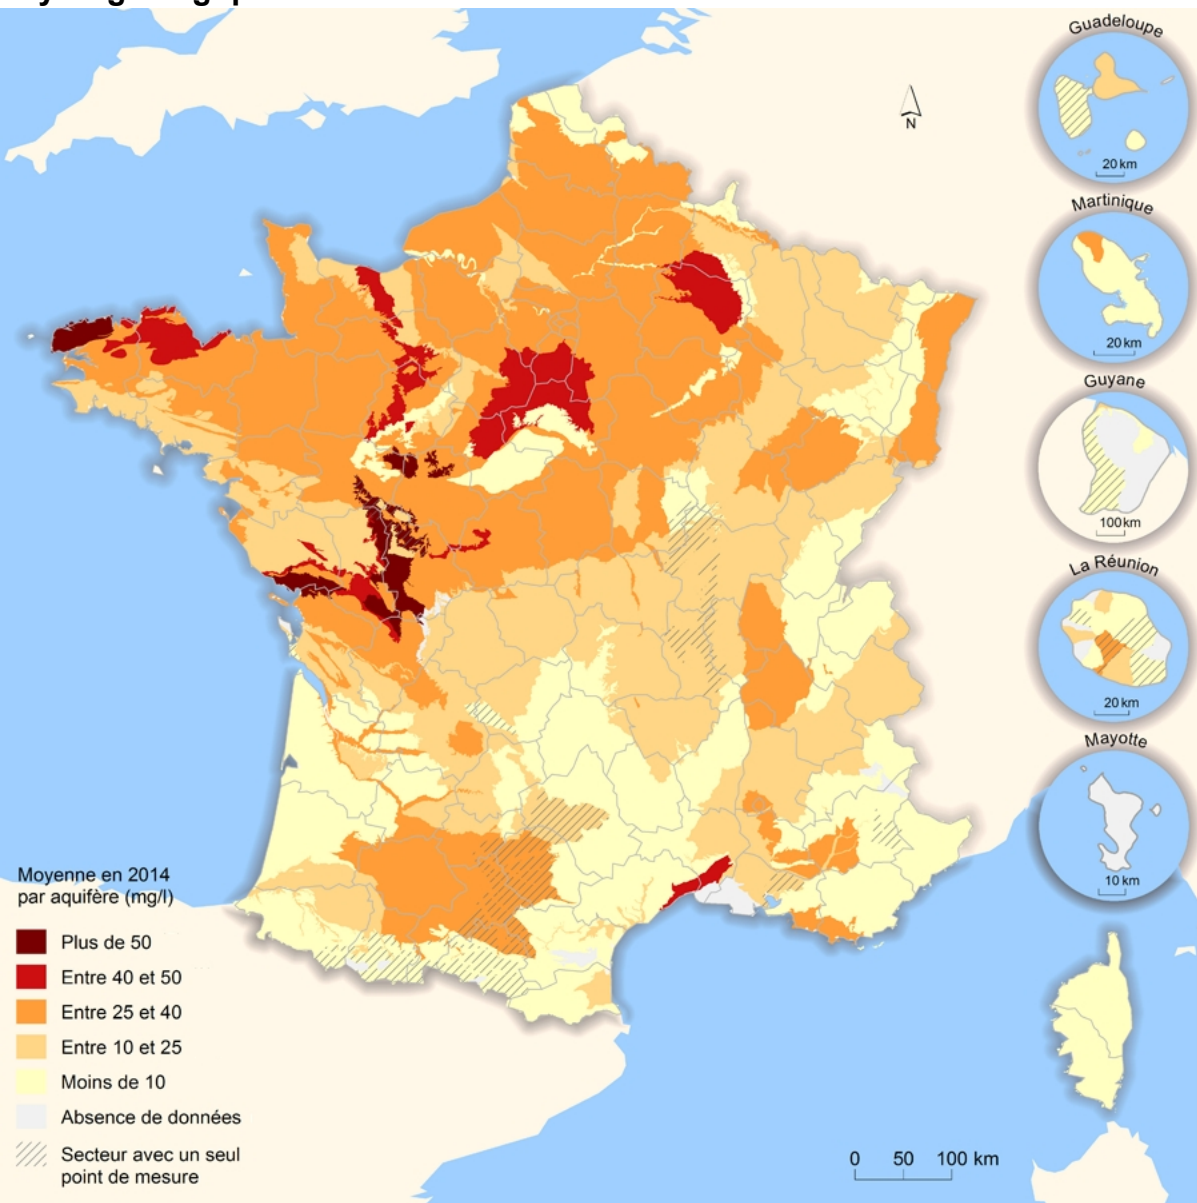 Guadeloupe
20 km
N
Martinique
20 km
Guyane
100 km
La Réunion
20 km
Mayotte
10 km
Moyenne en 2014
par aquifère (mg/l)
Plus de 50
Entre 40 et 50
Entre 25 et 40
Entre 10 et 25
Moins de 10
Absence de données
Secteur avec un seul
point de mesure
0 50 100 km